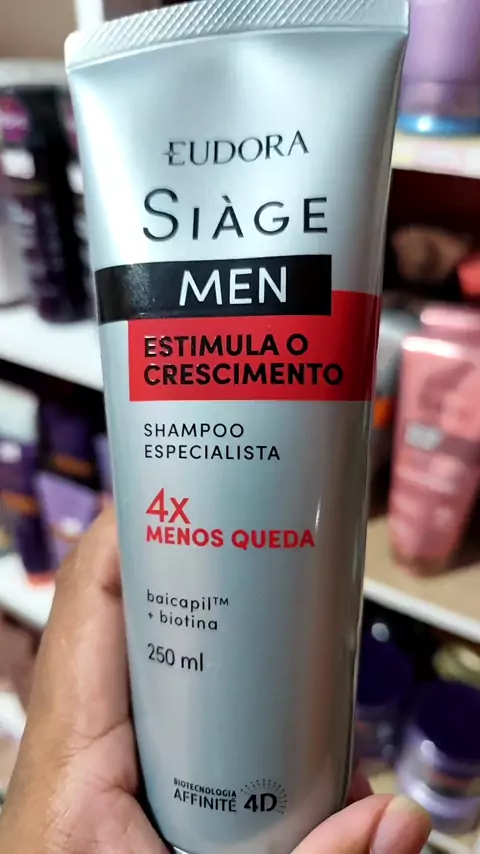 EUDORA
SIÀGE
MEN
ESTIMULA O
CRESCIMENTO
SHAMPOO
ESPECIALISTA
4x
MENOS QUEDA
baicapil™
+ biotina
250 ml
BIOTECNOLOGIA
AFFINITÉ 4D